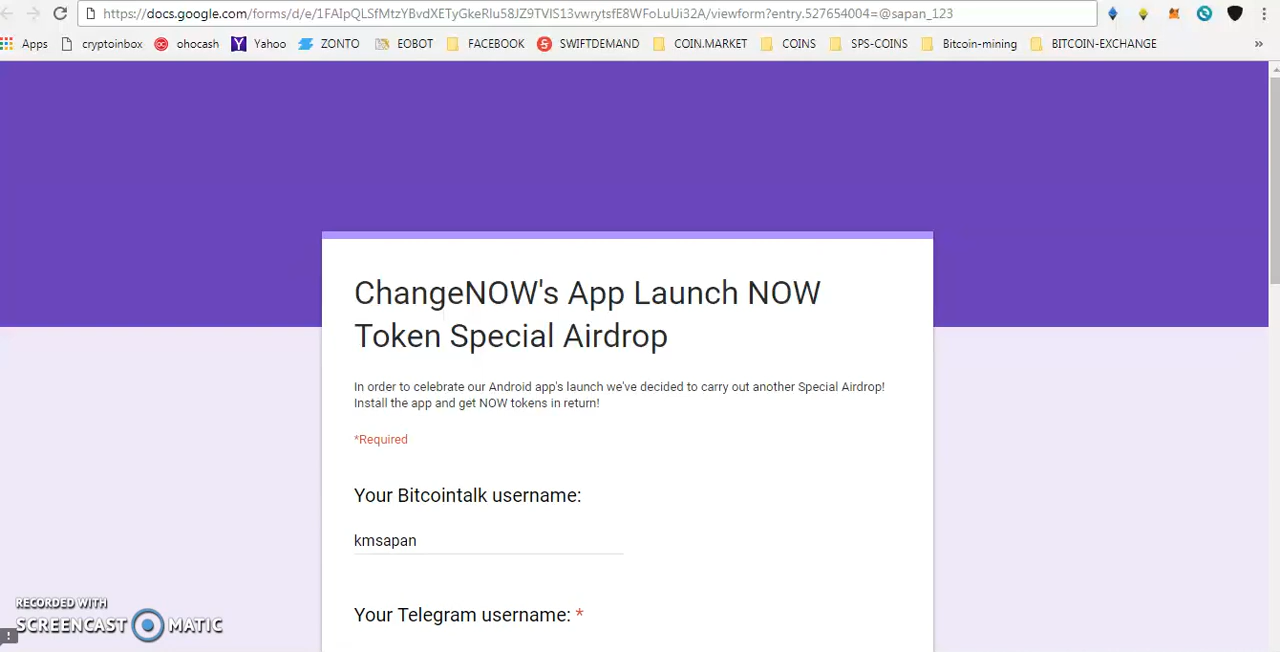 https://docs.google.com/forms/d/e/1FAIpQLSfMtzYBvdXETyGkeRlu58JZ9TVlS13vwrytsfE8WFoLuUi32A/viewform?entry.527654004=@sapan_123
Apps cryptoinbox ohocash Yahoo ZONTO EOBOT FACEBOOK SWIFTDEMAND COIN.MARKET COINS SPS-COINS Bitcoin-mining BITCOIN-EXCHANGE »
ChangeNOW's App Launch NOW
Token Special Airdrop
In order to celebrate our Android app's launch we've decided to carry out another Special Airdrop!
Install the app and get NOW tokens in return!
*Required
Your Bitcointalk username:
kmsapan
Your Telegram username: *
RECORDED WITH
SCREENCAST MATIC